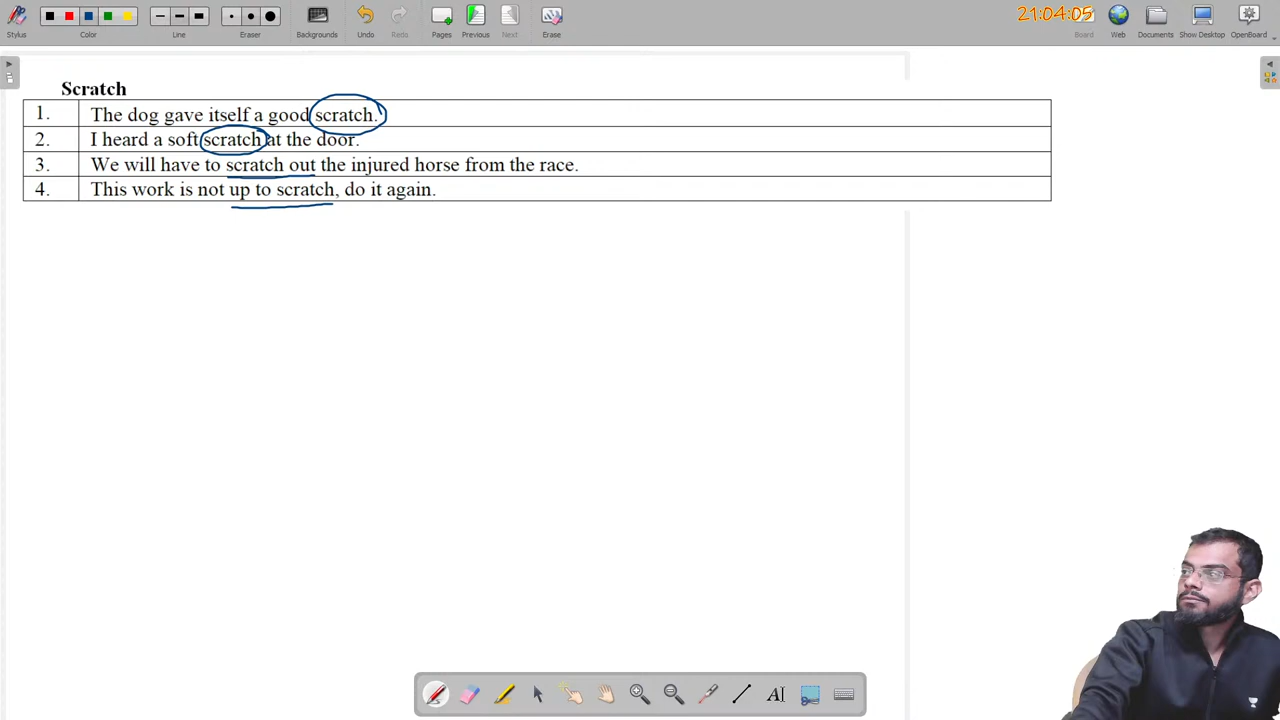 21:04:05
Stylus Color Line Eraser Backgrounds Undo Redo Pages Previous Next Erase Board Web Documents Show Desktop OpenBoard
Scratch
1. The dog gave itself a good scratch.
2. I heard a soft scratch at the door.
3. We will have to scratch out the injured horse from the race.
4. This work is not up to scratch, do it again.